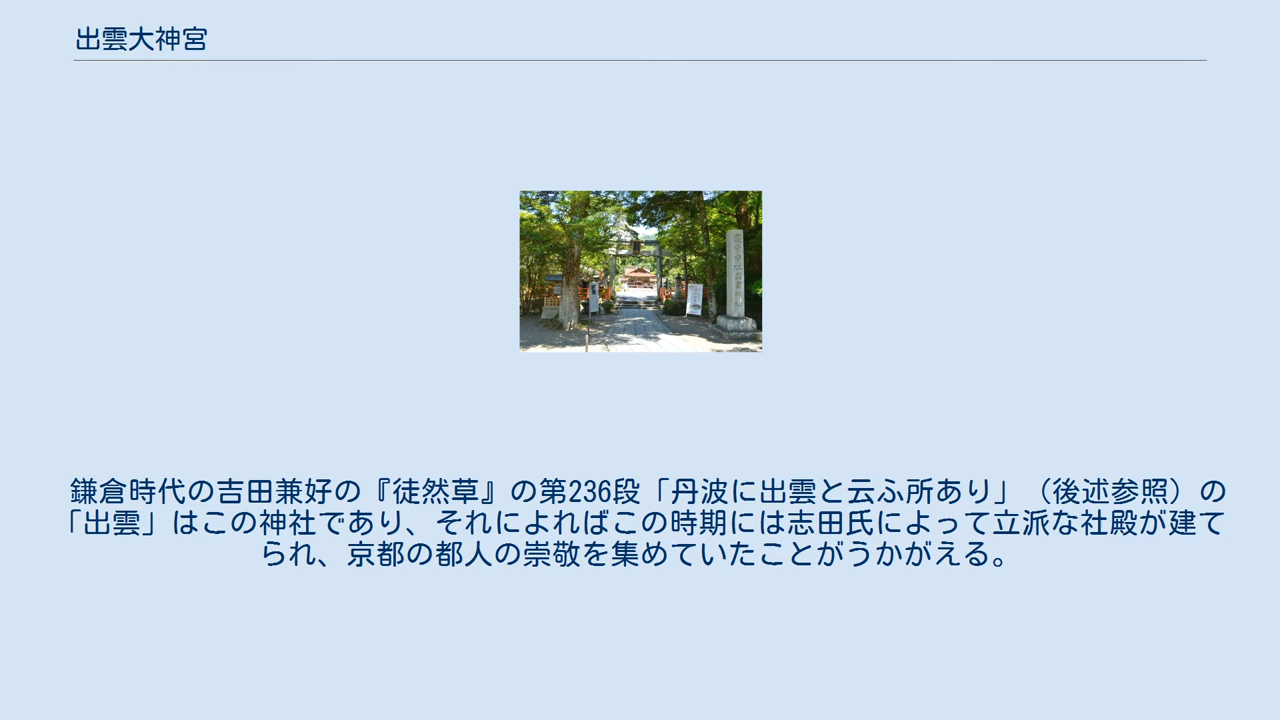 出雲大神宮
鎌倉時代の吉田兼好の『徒然草』の第236段「丹波に出雲と云ふ所あり」（後述参照）の
「出雲」はこの神社であり、それによればこの時期には志田氏によって立派な社殿が建て
られ、京都の都人の崇敬を集めていたことがうかがえる。